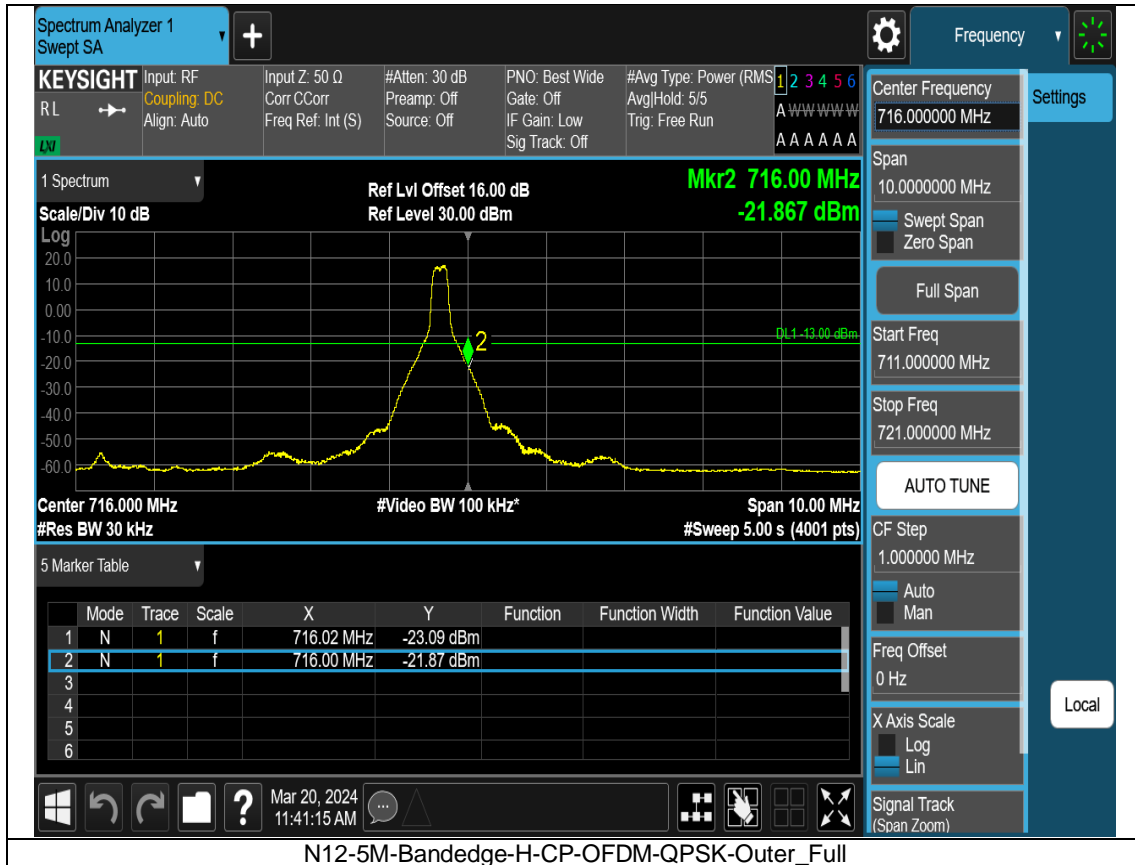 Spectrum Analyzer 1
Swept SA
+
Frequency
KEYSIGHT
RL
LXI
Input: RF
Coupling: DC
Align: Auto
Input Z: 50 Ω
Corr CCorr
Freq Ref: Int (S)
#Atten: 30 dB
Preamp: Off
Source: Off
PNO: Best Wide
Gate: Off
IF Gain: Low
Sig Track: Off
#Avg Type: Power (RMS
Avg|Hold: 5/5
Trig: Free Run
1 2 3 4 5 6
A W W W W W
A A A A A A
1 Spectrum
Scale/Div 10 dB
Ref Lvl Offset 16.00 dB
Ref Level 30.00 dBm
Mkr2 716.00 MHz
-21.867 dBm
Log
20.0
10.0
0.00
-10.0
-20.0
-30.0
-40.0
-50.0
-60.0
2
DL1 -13.00 dBm
Center 716.000 MHz
#Video BW 100 kHz*
Span 10.00 MHz
#Res BW 30 kHz
#Sweep 5.00 s (4001 pts)
5 Marker Table
Mode Trace Scale X Y Function Function Width Function Value
1 N 1 f 716.02 MHz -23.09 dBm
2 N 1 f 716.00 MHz -21.87 dBm
3
4
5
6
?
Mar 20, 2024
11:41:15 AM
Center Frequency
716.000000 MHz
Settings
Span
10.0000000 MHz
Swept Span
Zero Span
Full Span
Start Freq
711.000000 MHz
Stop Freq
721.000000 MHz
AUTO TUNE
CF Step
1.000000 MHz
Auto
Man
Freq Offset
0 Hz
Local
X Axis Scale
Log
Lin
Signal Track
(Span Zoom)
N12-5M-Bandedge-H-CP-OFDM-QPSK-Outer_Full